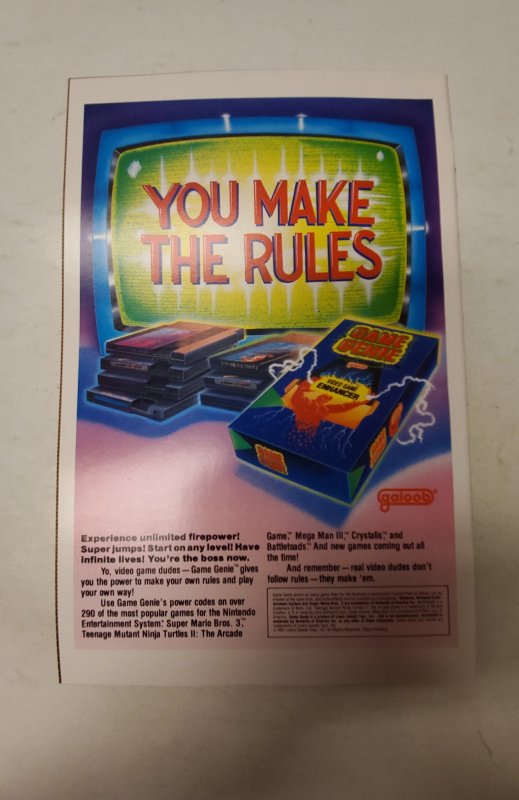 YOU MAKE
THE RULES
GAME
GENIE
VIDEO GAME
ENHANCER
GAME
GENIE
galoob®
Experience unlimited firepower!
Super jumps! Start on any level! Have
infinite lives! You're the boss now.
Yo, video game dudes — Game Genie™ gives
you the power to make your own rules and play
your own way!
Use Game Genie's power codes on over
290 of the most popular games for the Nintendo
Entertainment System.® Super Mario Bros. 3,™
Teenage Mutant Ninja Turtles II: The Arcade
Game,™ Mega Man III,™ Crystalis,™ and
Battletoads.™ And new games coming out all
the time!
And remember — real video dudes don't
follow rules — they make 'em.